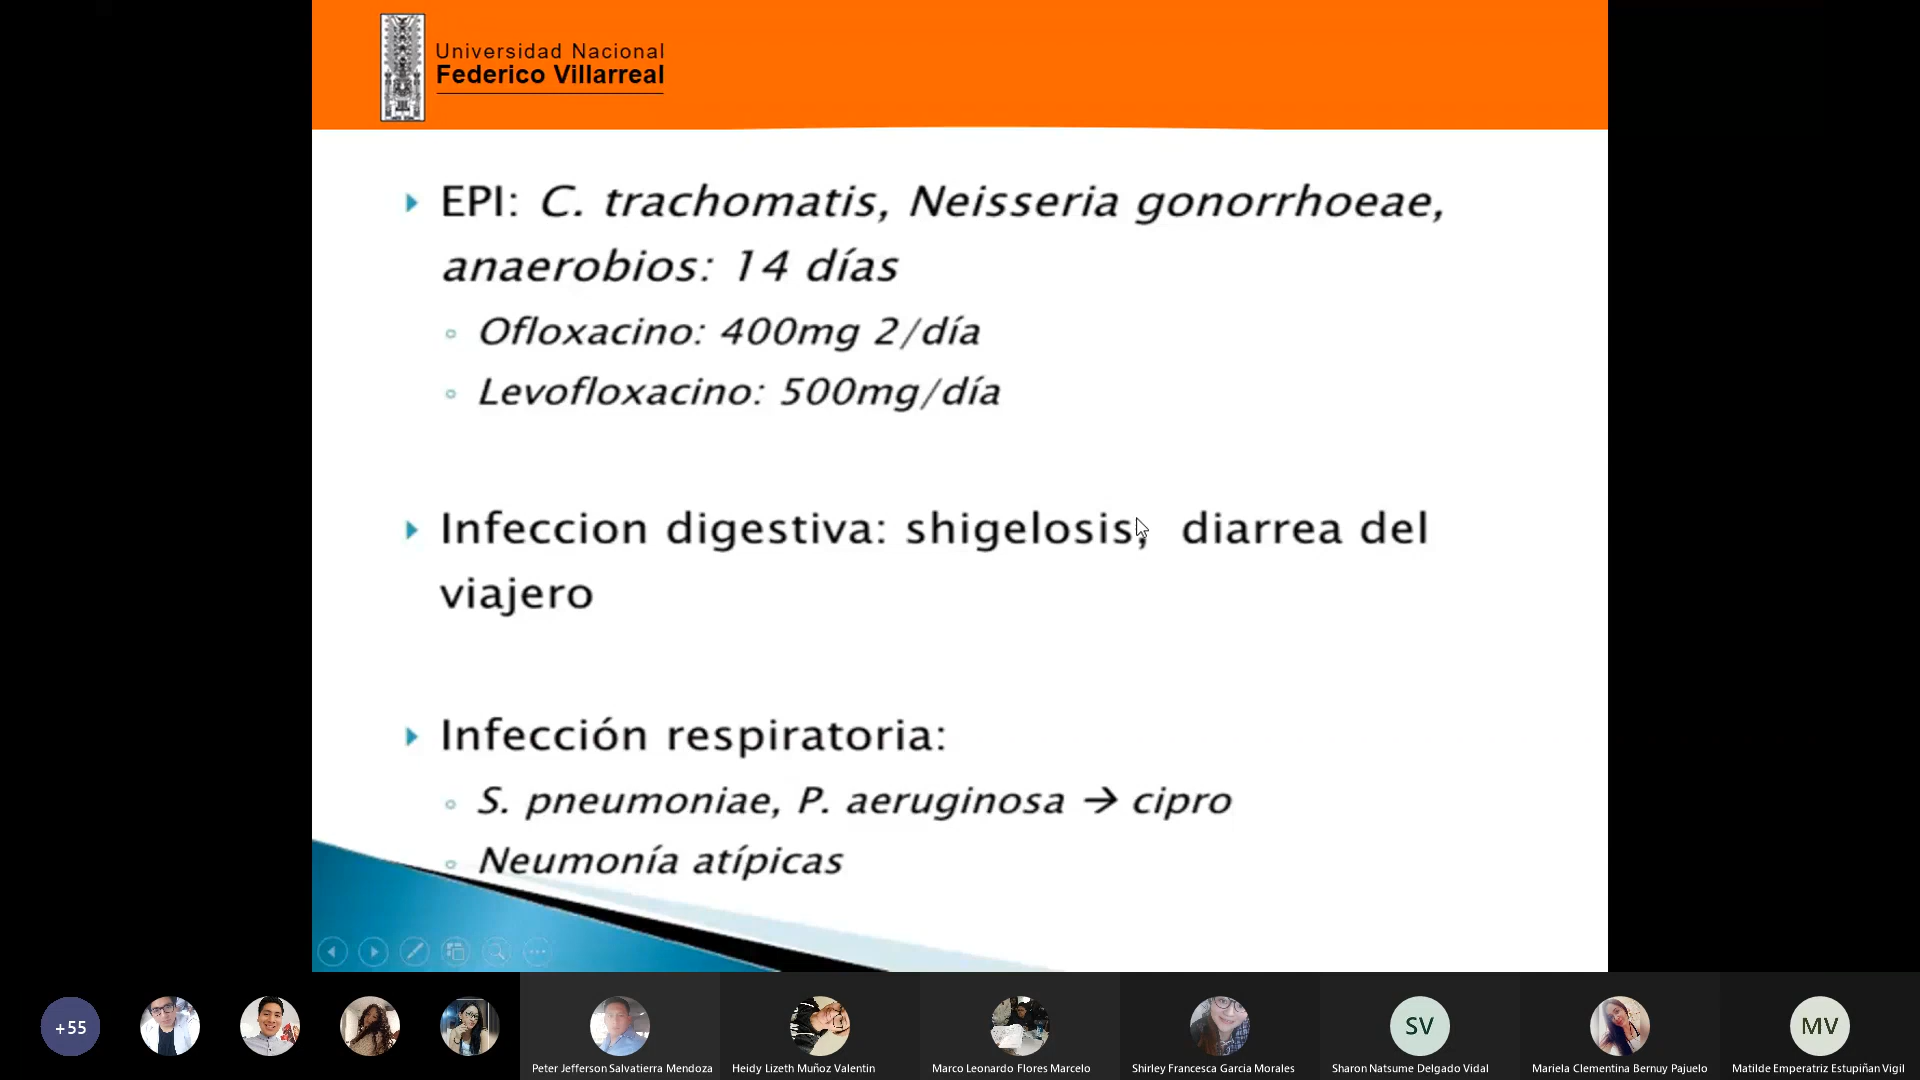 Universidad Nacional
Federico Villarreal
EPI: C. trachomatis, Neisseria gonorrhoeae,
anaerobios: 14 días
Ofloxacino: 400mg 2/día
Levofloxacino: 500mg/día
Infeccion digestiva: shigelosis, diarrea del
viajero
Infección respiratoria:
S. pneumoniae, P. aeruginosa → cipro
Neumonía atípicas
+55
SV
MV
Peter Jefferson Salvatierra Mendoza
Heidy Lizeth Muñoz Valentin
Marco Leonardo Flores Marcelo
Shirley Francesca Garcia Morales
Sharon Natsume Delgado Vidal
Mariela Clementina Bernuy Pajuelo
Matilde Emperatriz Estupiñan Vigil